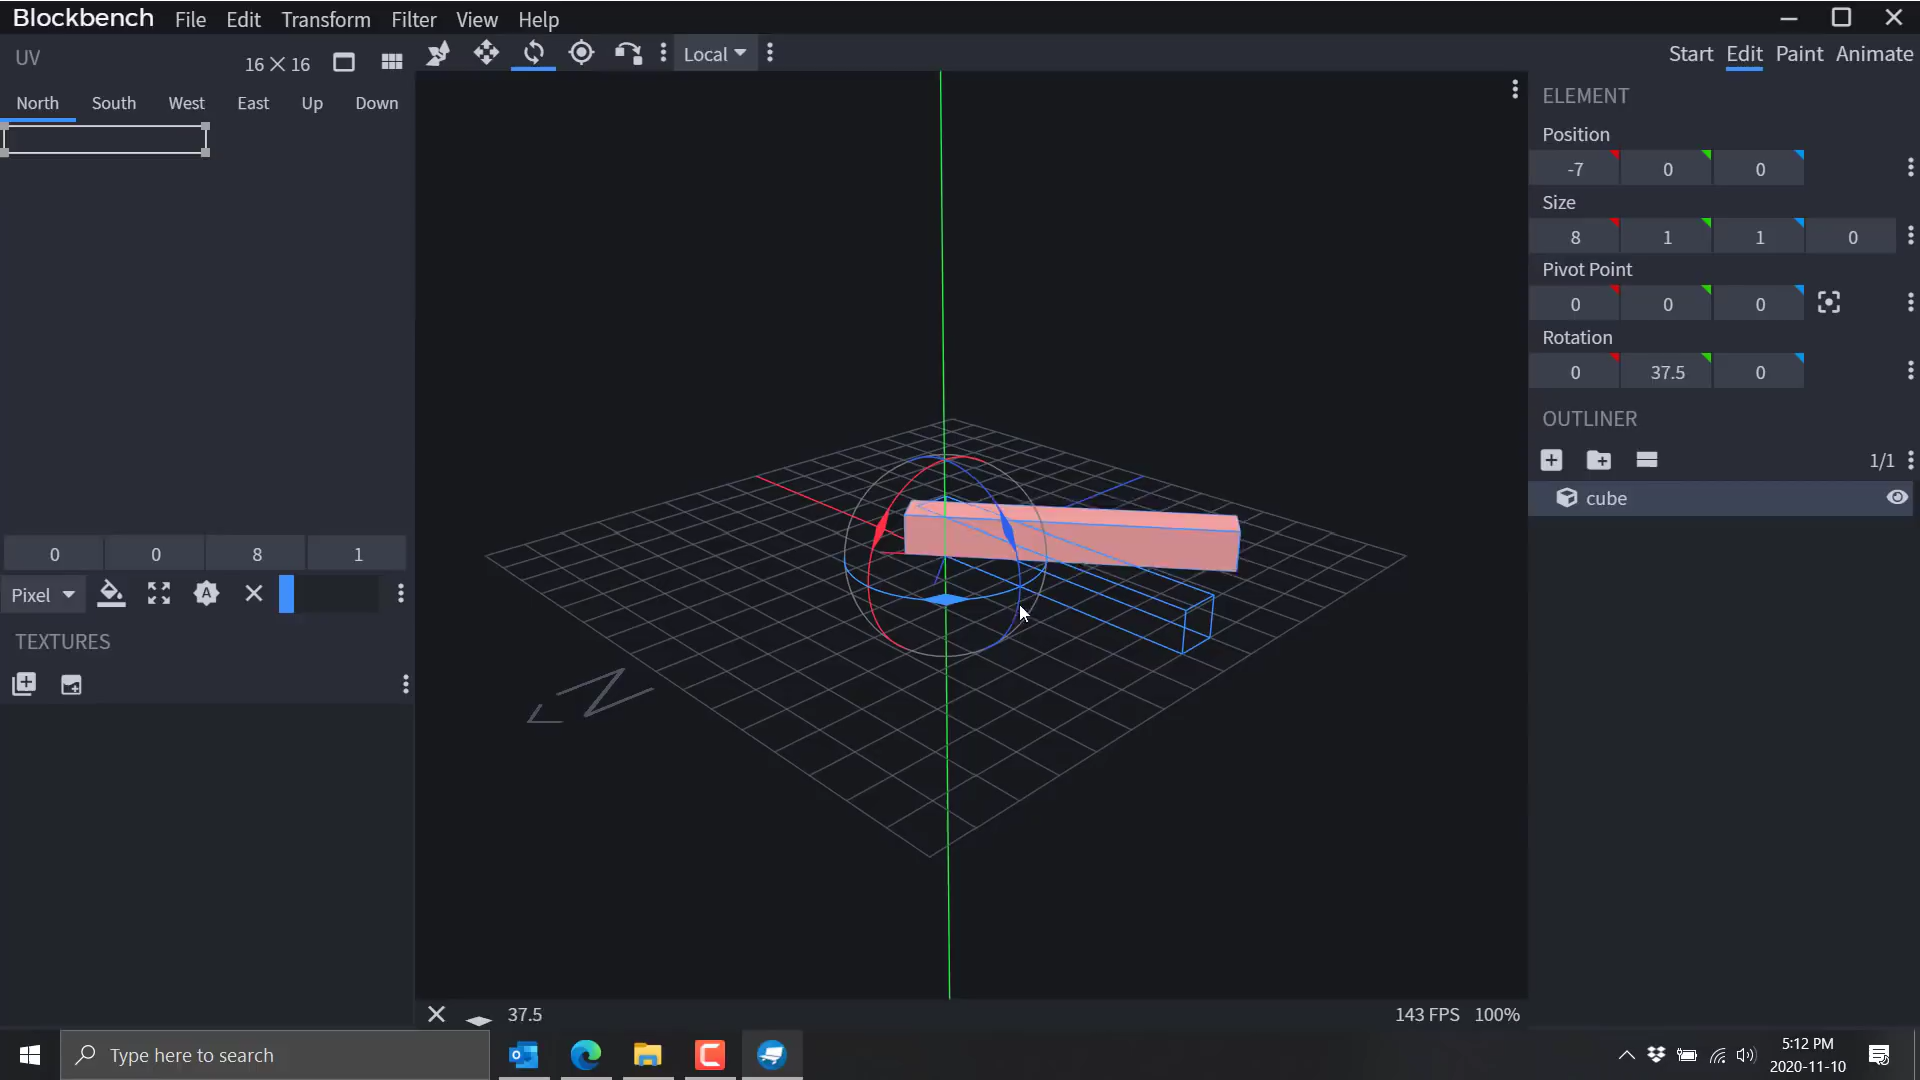 Blockbench File Edit Transform Filter View Help
UV
16 × 16
Local
Start Edit Paint Animate
North South West East Up Down
ELEMENT
Position
-7 0 0
Size
8 1 1 0
Pivot Point
0 0 0
Rotation
0 37.5 0
OUTLINER
1/1
cube
0 0 8 1
Pixel
A
TEXTURES
N
37.5
143 FPS 100%
Type here to search
5:12 PM
2020-11-10